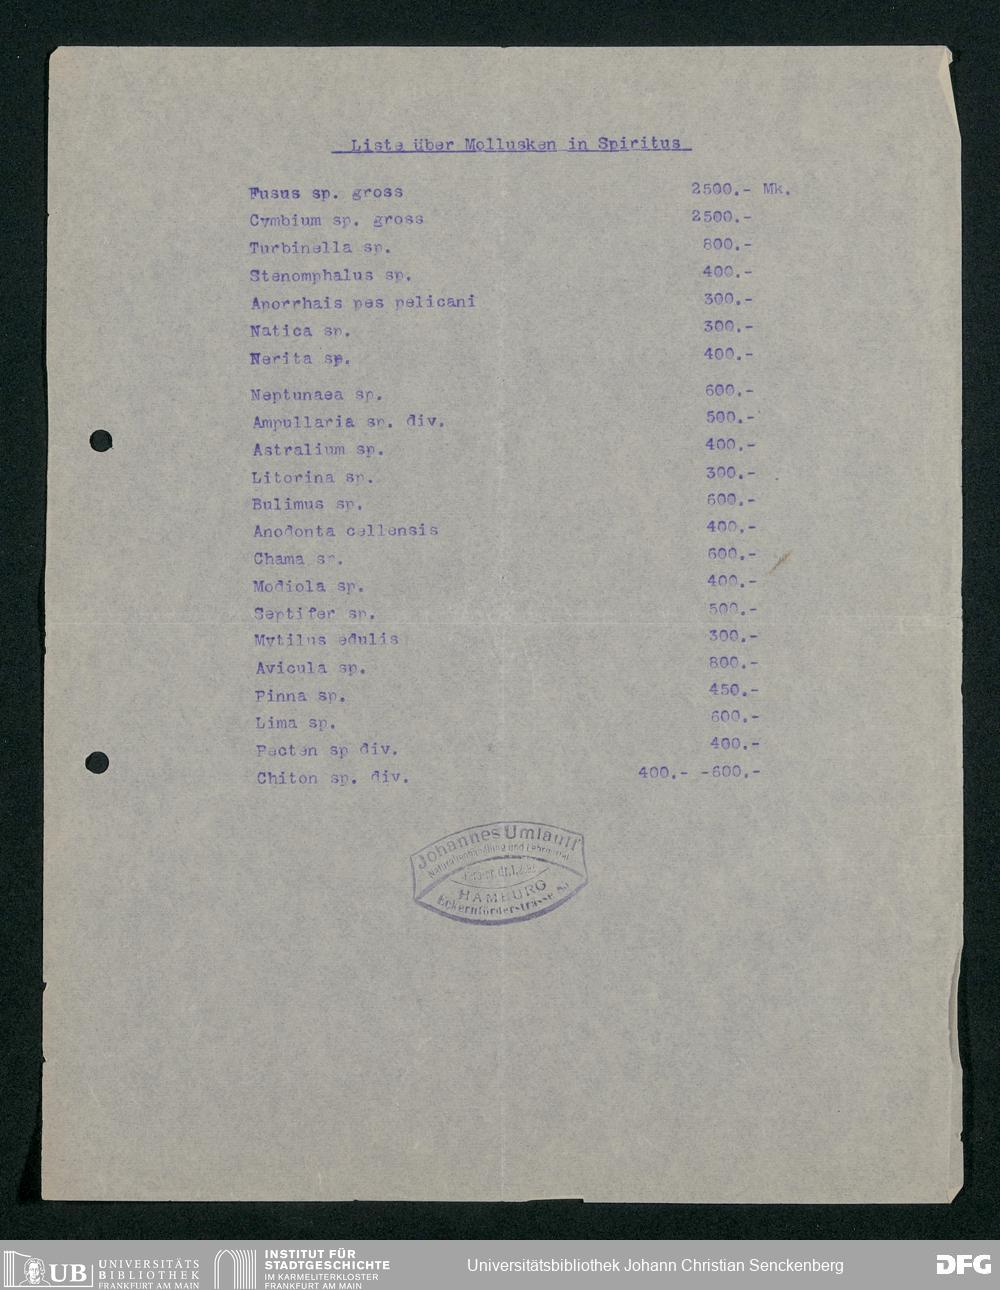 Liste über Mollusken in Spiritus
Fusus sp. gross 2500.- Mk.
Cymbium sp. gross 2500.-
Turbinella sp. 800.-
Stenomphalus sp. 400.-
Aporrhais pes pelicani 300.-
Natica sp. 300.-
Nerita sp. 400.-
Neptunaea sp. 600.-
Ampullaria sp. div. 500.-
Astralium sp. 400.-
Litorina sp. 300.-
Bulimus sp. 600.-
Anodonta cellensis 400.-
Chama sp. 600.-
Modiola sp. 400.-
Septifer sp. 500.-
Mytilus edulis 300.-
Avicula sp. 800.-
Pinna sp. 450.-
Lima sp. 600.-
Pecten sp div. 400.-
Chiton sp. div. 400.- -600.-
Johannes Umlauff
Naturalienhandlung und
HAMBURG
Eckernförderstrasse
UB UNIVERSITÄTS
BIBLIOTHEK
FRANKFURT AM MAIN
INSTITUT FÜR
STADTGESCHICHTE
IM KARMELITERKLOSTER
FRANKFURT AM MAIN
Universitätsbibliothek Johann Christian Senckenberg
DFG